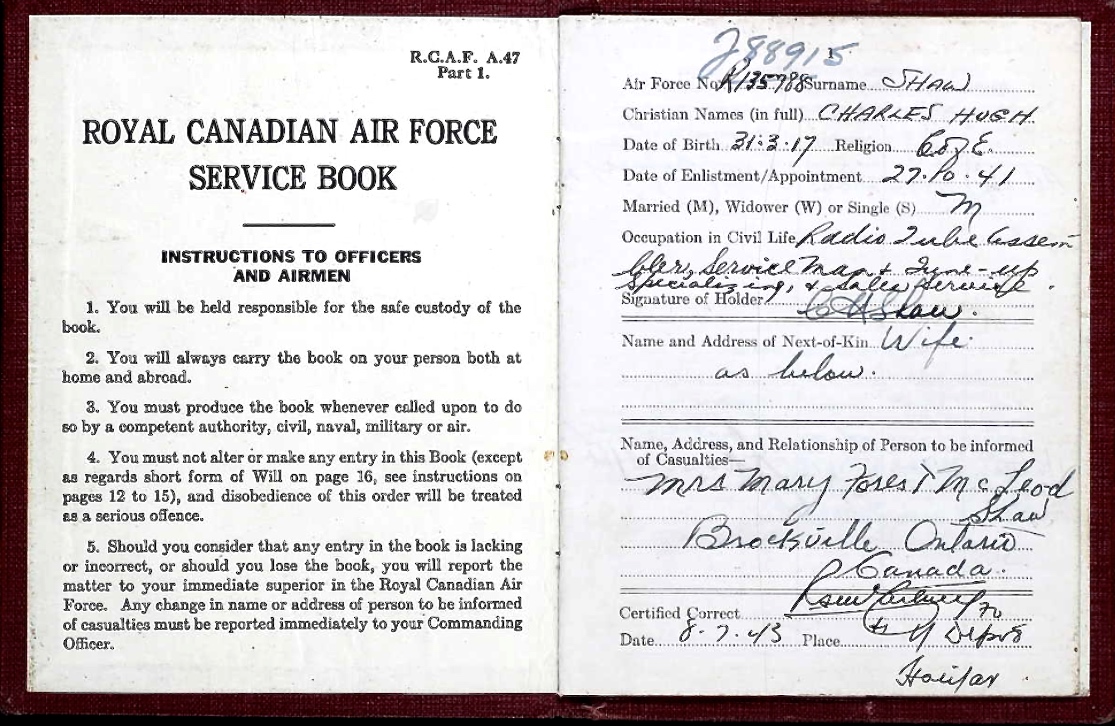 R.C.A.F. A.47
Part 1.
ROYAL CANADIAN AIR FORCE
SERVICE BOOK
INSTRUCTIONS TO OFFICERS
AND AIRMEN
1. You will be held responsible for the safe custody of the
book.
2. You will always carry the book on your person both at
home and abroad.
3. You must produce the book whenever called upon to do
so by a competent authority, civil, naval, military or air.
4. You must not alter or make any entry in this Book (except
as regards short form of Will on page 16, see instructions on
pages 12 to 15), and disobedience of this order will be treated
as a serious offence.
5. Should you consider that any entry in the book is lacking
or incorrect, or should you lose the book, you will report the
matter to your immediate superior in the Royal Canadian Air
Force. Any change in name or address of person to be informed
of casualties must be reported immediately to your Commanding
Officer.
J88915
1
Air Force No. R135788 Surname SHAW
Christian Names (in full) CHARLES HUGH
Date of Birth 31.3.17 Religion C of E.
Date of Enlistment/Appointment 27.10.41
Married (M), Widower (W) or Single (S) M
Occupation in Civil Life Radio Tube Assem-
bler, Service Man + Tune-up
Specializing, + Sales Service.
Signature of Holder C H Shaw.
Name and Address of Next-of-Kin Wife.
as below.
Name, Address, and Relationship of Person to be informed
of Casualties—
Mrs Mary Forest McLeod
Shaw
Brockville Ontario
Canada.
Certified Correct
Date 8.7.43 Place "Y" Depot
Halifax